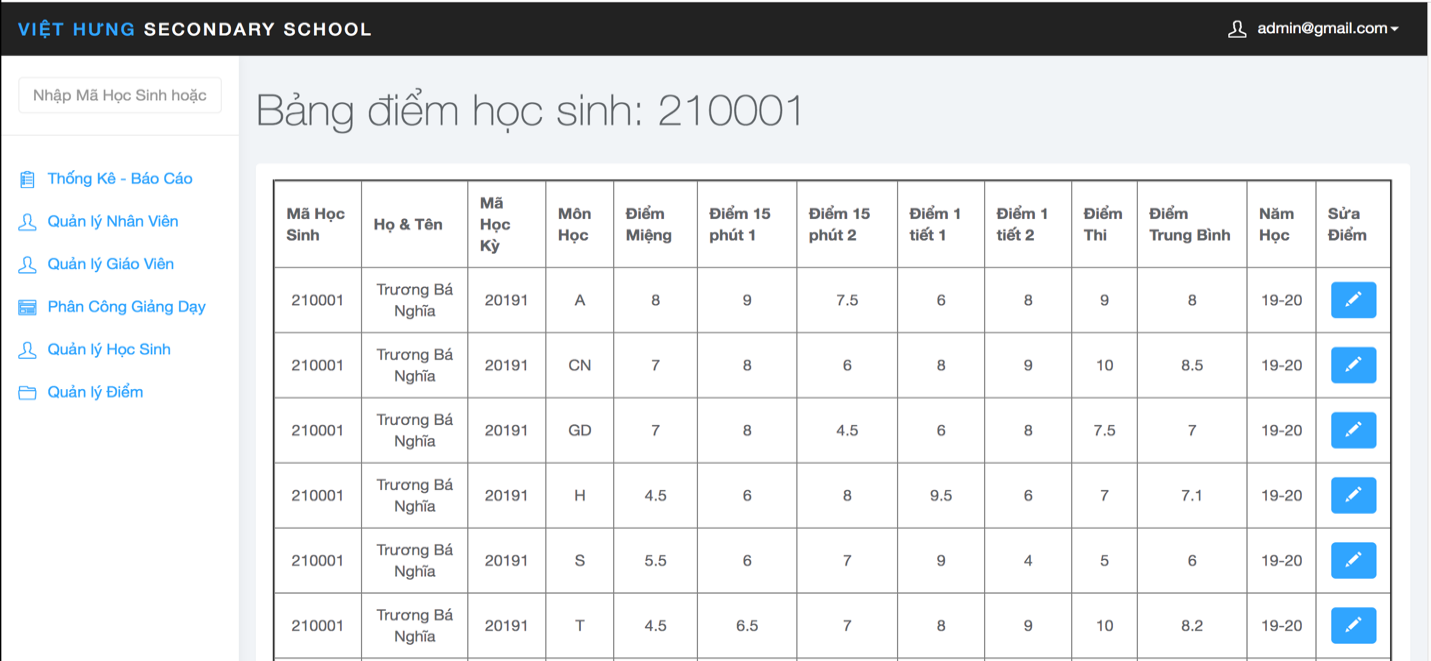 VIỆT HƯNG SECONDARY SCHOOL
admin@gmail.com
Nhập Mã Học Sinh hoặc
Bảng điểm học sinh: 210001
Thống Kê - Báo Cáo
Quản lý Nhân Viên
Quản lý Giáo Viên
Phân Công Giảng Dạy
Quản lý Học Sinh
Quản lý Điểm
Mã Học Sinh Họ & Tên Mã Học Kỳ Môn Học Điểm Miệng Điểm 15 phút 1 Điểm 15 phút 2 Điểm 1 tiết 1 Điểm 1 tiết 2 Điểm Thi Điểm Trung Bình Năm Học Sửa Điểm
210001 Trương Bá Nghĩa 20191 A 8 9 7.5 6 8 9 8 19-20
210001 Trương Bá Nghĩa 20191 CN 7 8 6 8 9 10 8.5 19-20
210001 Trương Bá Nghĩa 20191 GD 7 8 4.5 6 8 7.5 7 19-20
210001 Trương Bá Nghĩa 20191 H 4.5 6 8 9.5 6 7 7.1 19-20
210001 Trương Bá Nghĩa 20191 S 5.5 6 7 9 4 5 6 19-20
210001 Trương Bá Nghĩa 20191 T 4.5 6.5 7 8 9 10 8.2 19-20